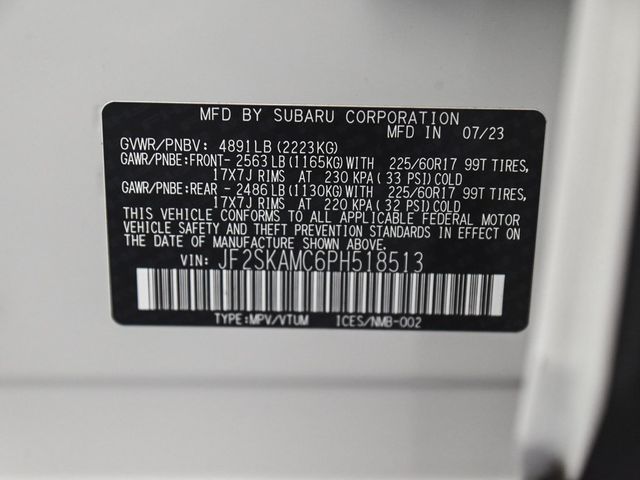 MFD BY SUBARU CORPORATION
MFD IN 07/23
GVWR/PNBV: 4891LB (2223KG)
GAWR/PNBE:FRONT- 2563LB (1165KG)WITH 225/60R17 99T TIRES,
17X7J RIMS AT 230 KPA (33 PSI)COLD
GAWR/PNBE:REAR - 2486LB (1130KG)WITH 225/60R17 99T TIRES,
17X7J RIMS AT 220 KPA (32 PSI)COLD
THIS VEHICLE CONFORMS TO ALL APPLICABLE FEDERAL MOTOR
VEHICLE SAFETY AND THEFT PREVENTION STANDARDS IN EFFECT
ON THE DATE OF MANUFACTURE SHOWN ABOVE.
VIN: JF2SKAMC6PH518513
TYPE:MPV/VTUM ICES/NMB-002